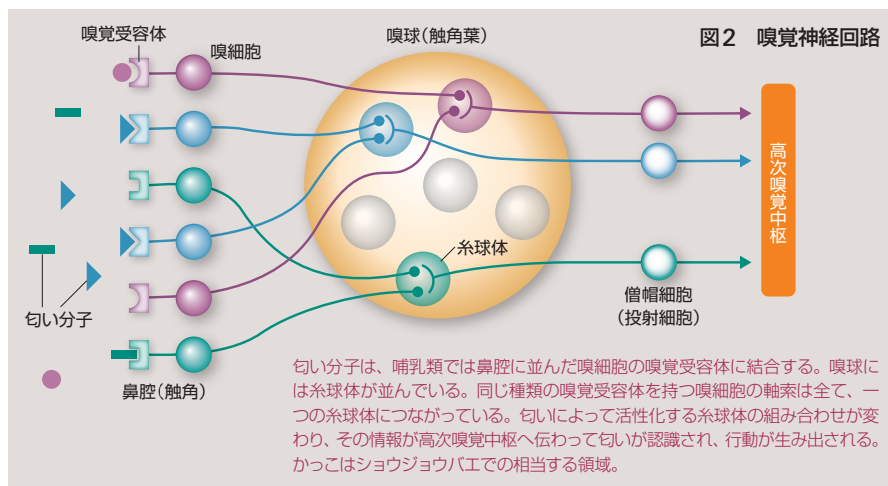 図2 嗅覚神経回路
嗅覚受容体
嗅細胞
嗅球(触角葉)
高次嗅覚中枢
糸球体
匂い分子
僧帽細胞
(投射細胞)
鼻腔(触角)
匂い分子は、哺乳類では鼻腔に並んだ嗅細胞の嗅覚受容体に結合する。嗅球に
は糸球体が並んでいる。同じ種類の嗅覚受容体を持つ嗅細胞の軸索は全て、一
つの糸球体につながっている。匂いによって活性化する糸球体の組み合わせが変
わり、その情報が高次嗅覚中枢へ伝わって匂いが認識され、行動が生み出される。
かっこはショウジョウバエでの相当する領域。